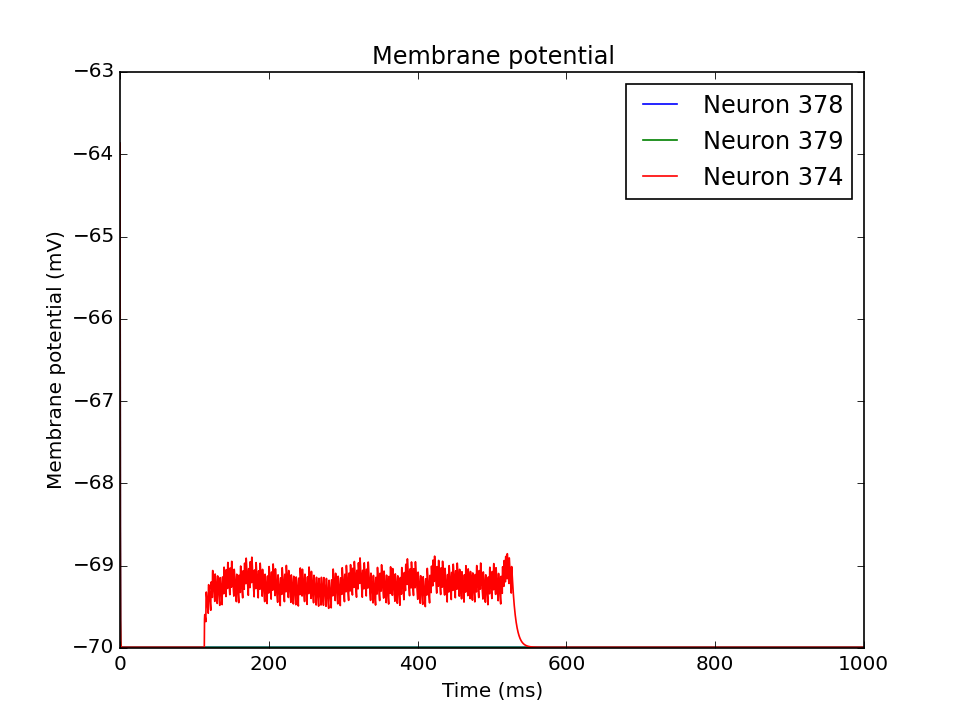 Membrane potential
−63
−64
−65
−66
−67
−68
−69
−70
Membrane potential (mV)
Neuron 378
Neuron 379
Neuron 374
0 200 400 600 800 1000
Time (ms)